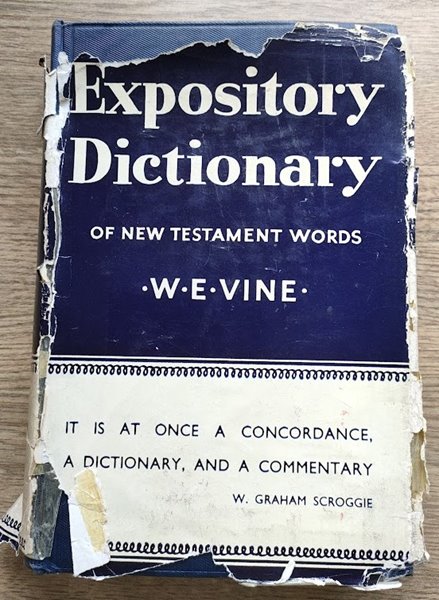 Expository
Dictionary
OF NEW TESTAMENT WORDS
·W·E·VINE·
IT IS AT ONCE A CONCORDANCE,
A DICTIONARY, AND A COMMENTARY
W. GRAHAM SCROGGIE